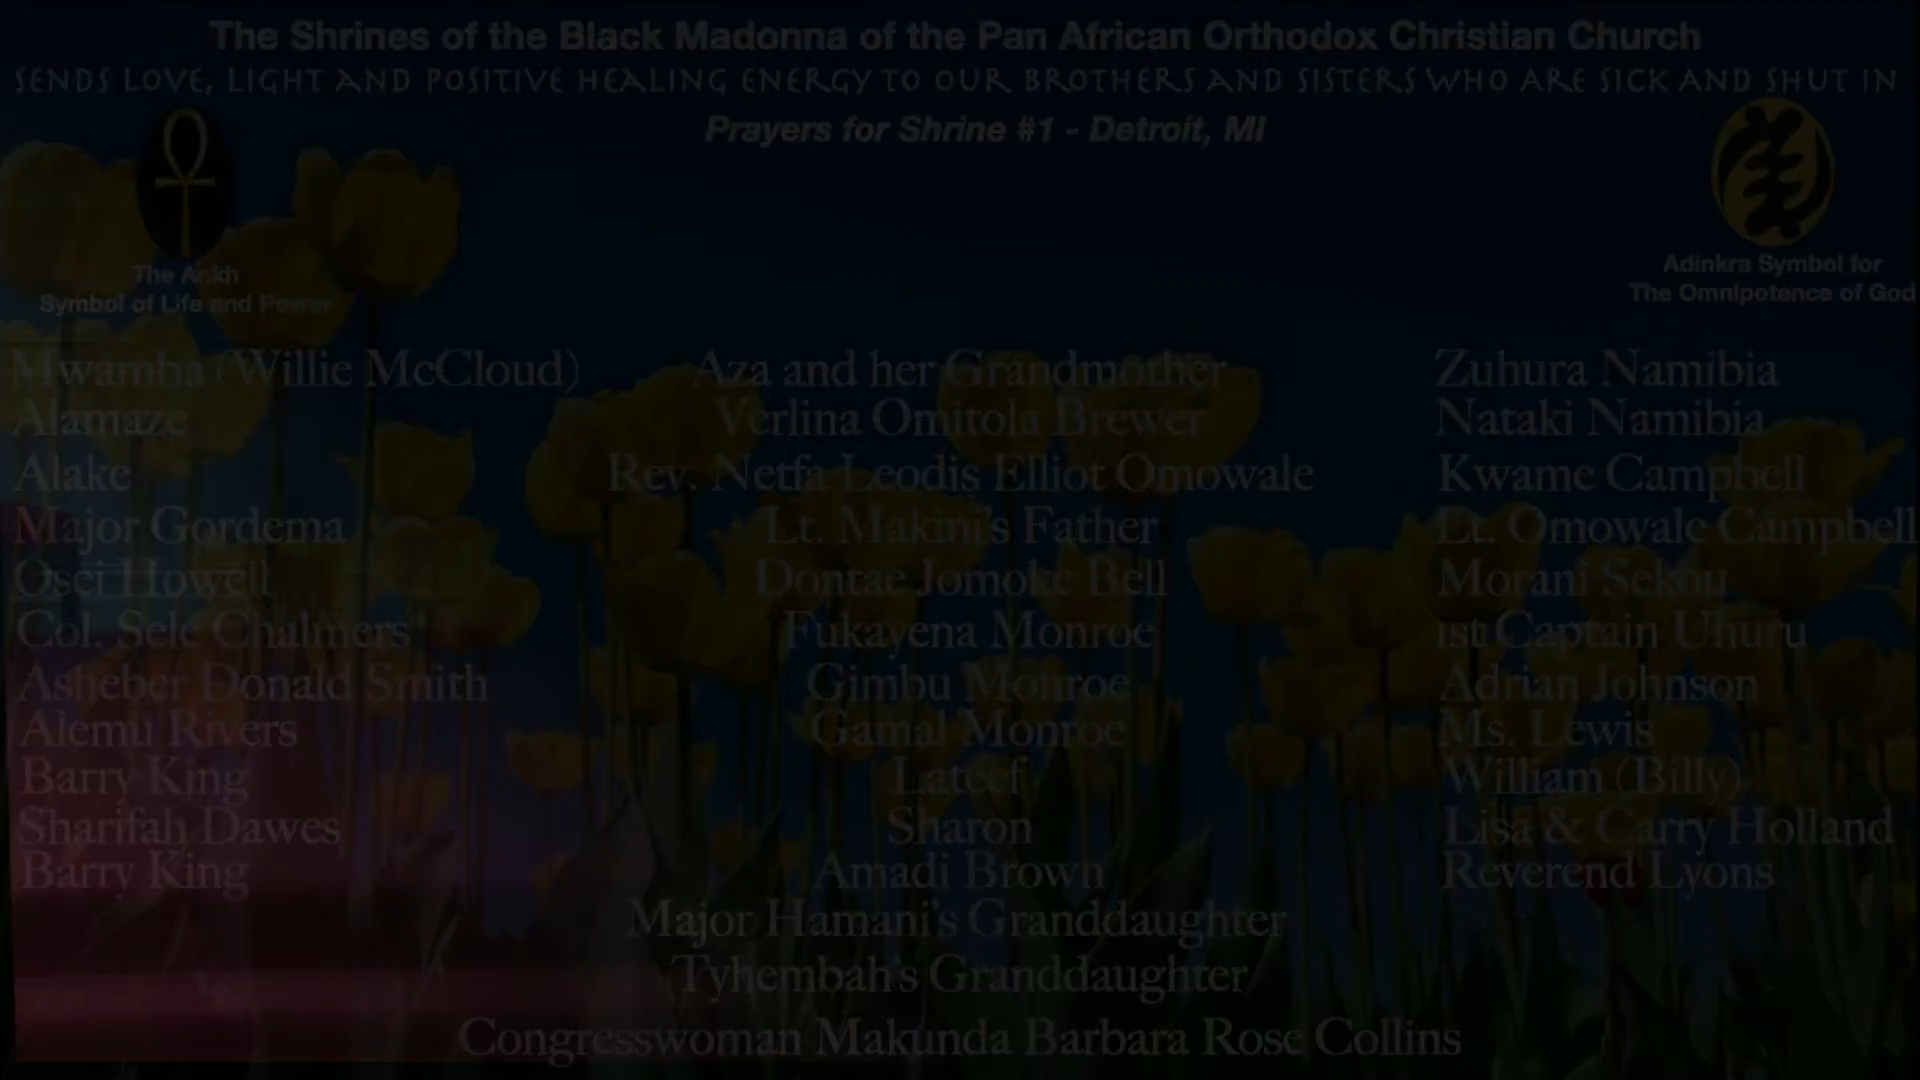 The Shrines of the Black Madonna of the Pan African Orthodox Christian Church
SENDS LOVE, LIGHT AND POSITIVE HEALING ENERGY TO OUR BROTHERS AND SISTERS WHO ARE SICK AND SHUT IN
Prayers for Shrine #1 - Detroit, MI
The Ankh
Symbol of Life and Power
Adinkra Symbol for
The Omnipotence of God
Mwamba (Willie McCloud)
Alamaze
Alake
Major Gordema
Osei Howell
Col. Sele Chalmers
Asheber Donald Smith
Alemu Rivers
Barry King
Sharifah Dawes
Barry King
Aza and her Grandmother
Verlina Omitola Brewer
Rev. Netfa Leodis Elliot Omowale
Lt. Makini's Father
Dontae Jomoke Bell
Fukayena Monroe
Gimbu Monroe
Gamal Monroe
Lateef
Sharon
Amadi Brown
Major Hamani's Granddaughter
Tyhembah's Granddaughter
Congresswoman Makunda Barbara Rose Collins
Zuhura Namibia
Nataki Namibia
Kwame Campbell
Lt. Omowale Campbell
Morani Sekou
1st Captain Uhuru
Adrian Johnson
Ms. Lewis
William (Billy)
Lisa & Carry Holland
Reverend Lyons